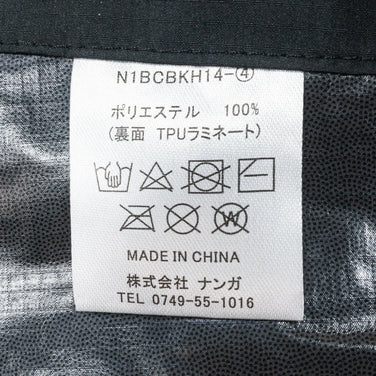 N1BCBKH14-④
ポリエステル 100%
(裏面 TPUラミネート)
W
MADE IN CHINA
株式会社 ナンガ
TEL 0749-55-1016